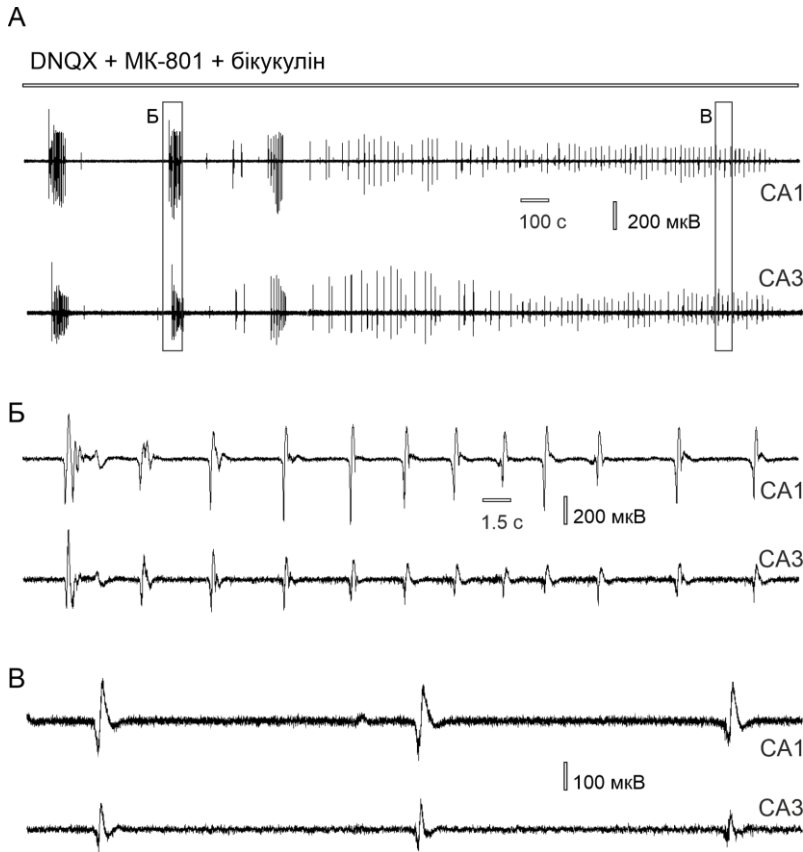 А
DNQX + МК-801 + бікукулін
Б
В
CA1
100 с
200 мкВ
CA3
Б
CA1
1.5 с
200 мкВ
CA3
В
CA1
100 мкВ
CA3